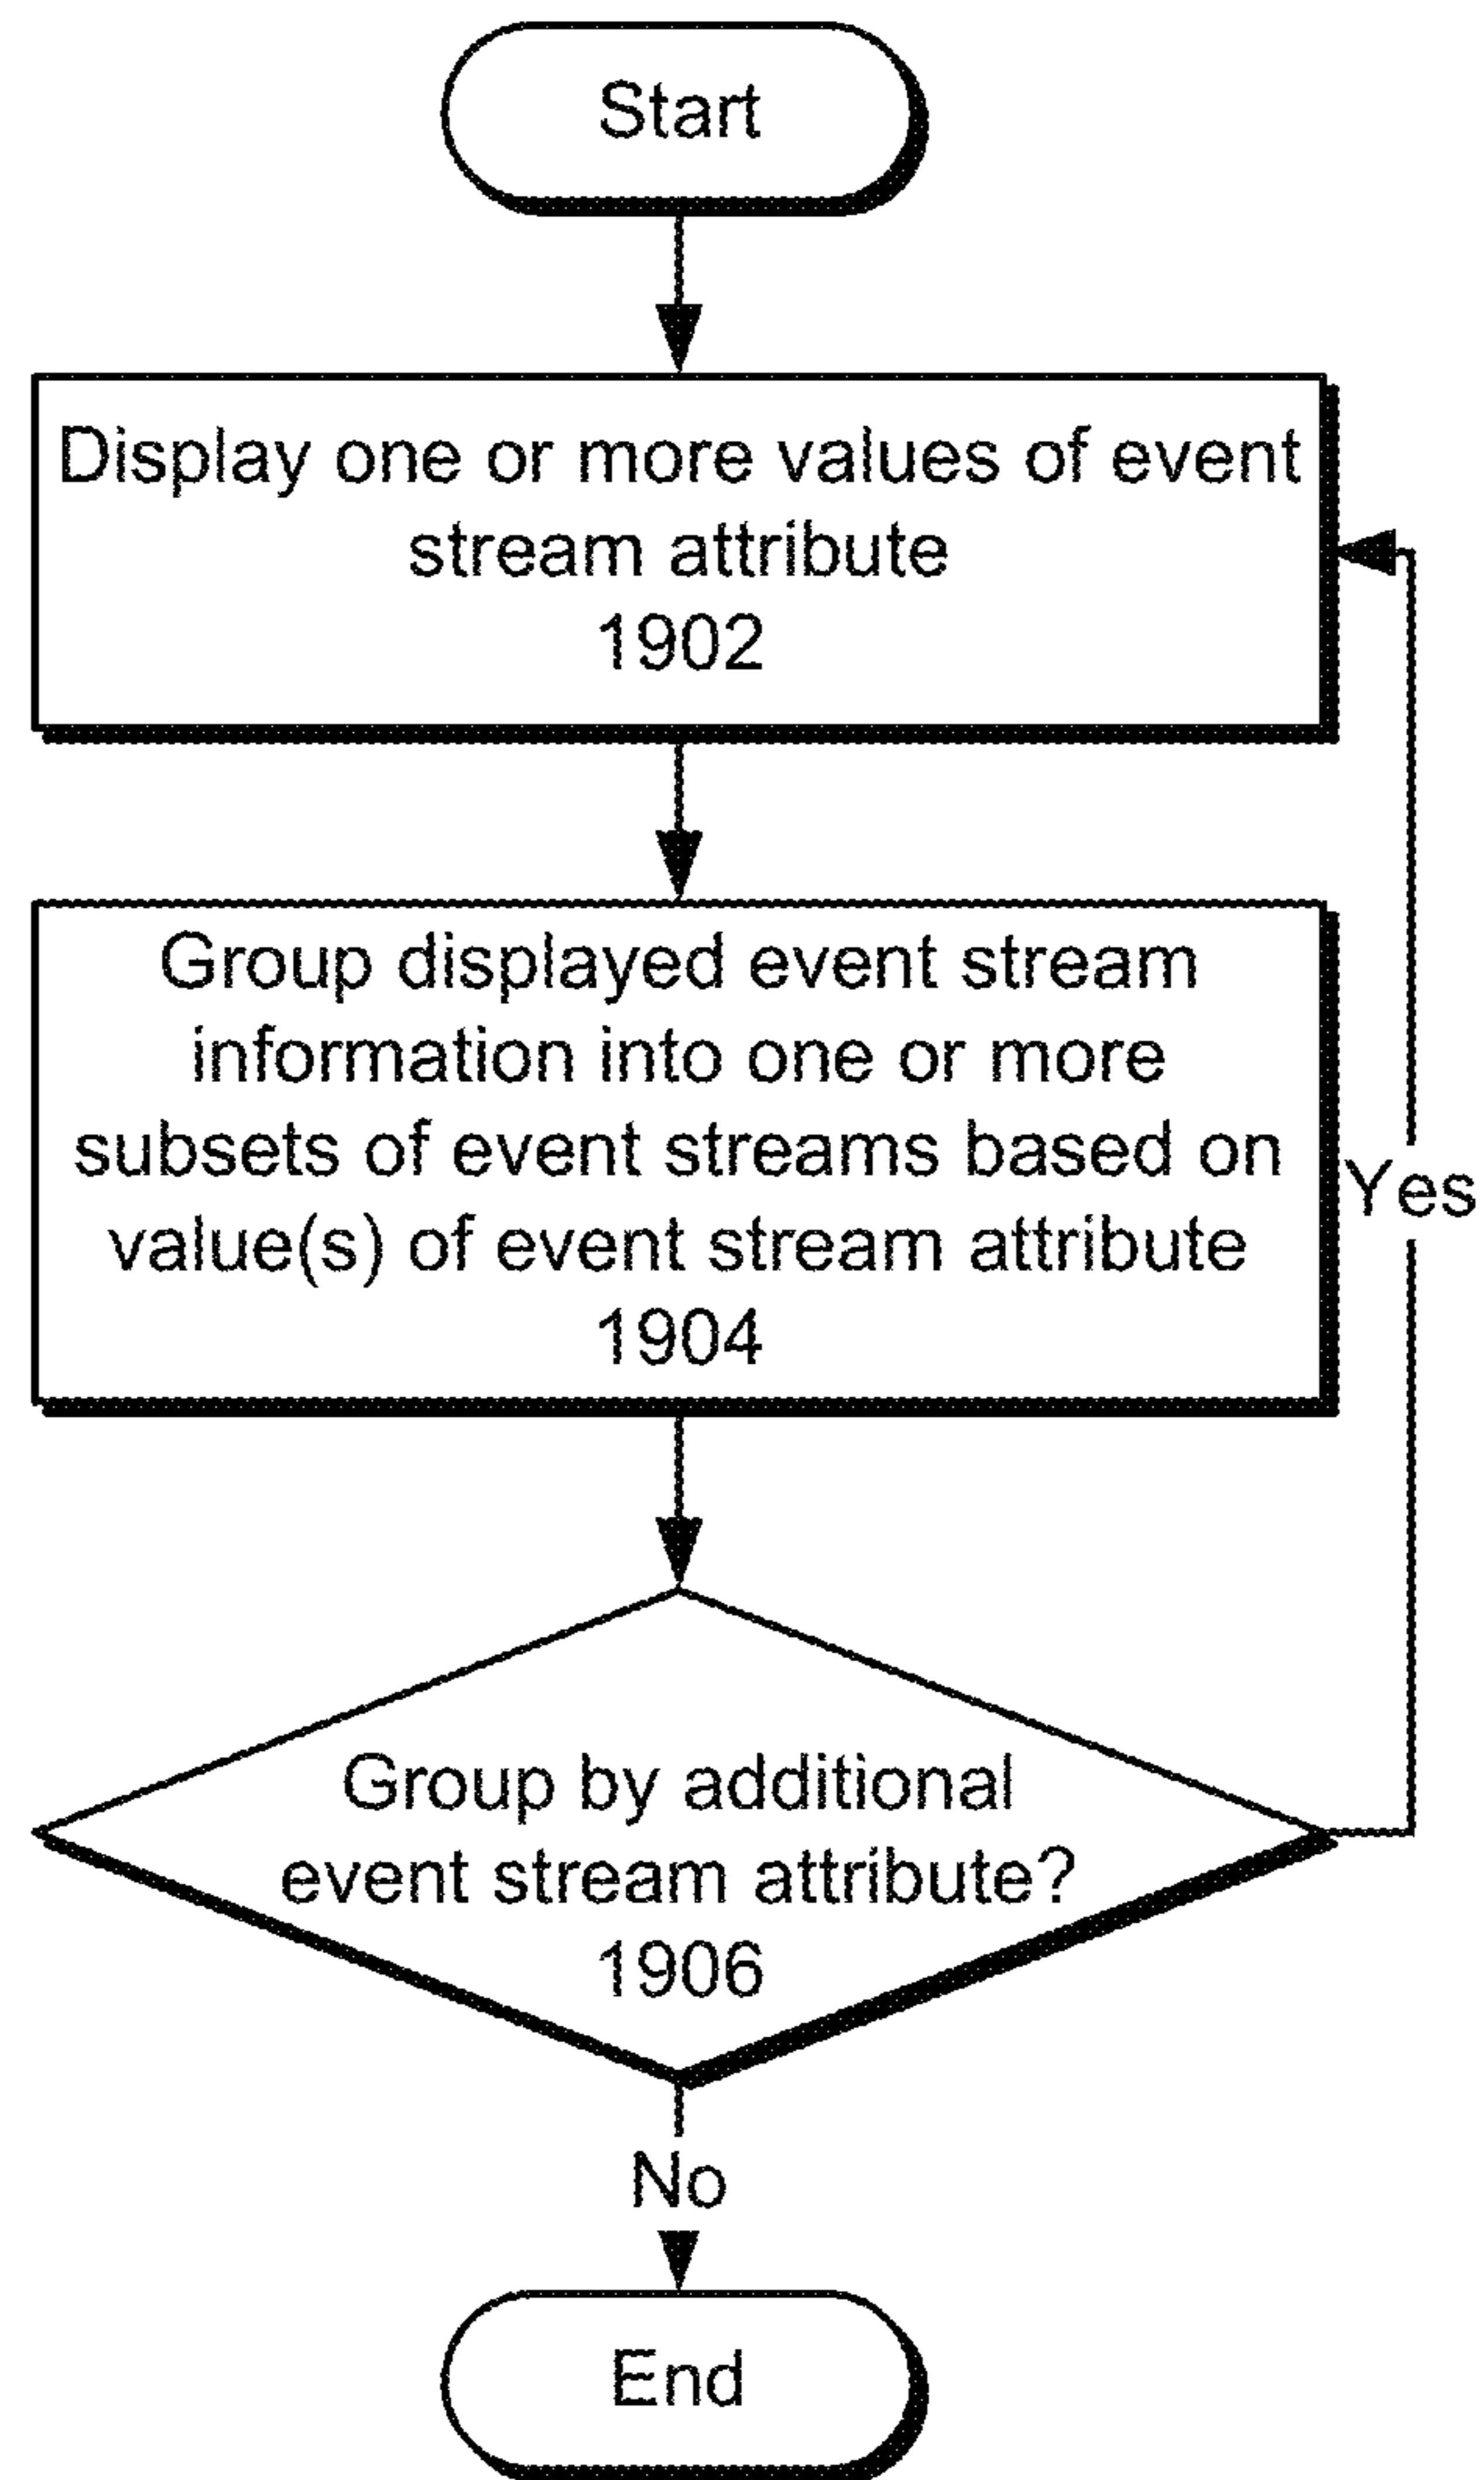 Start
Display one or more values of event
stream attribute
1902
Group displayed event stream
information into one or more
subsets of event streams based on
value(s) of event stream attribute
1904
Yes
Group by additional
event stream attribute?
1906
No
End